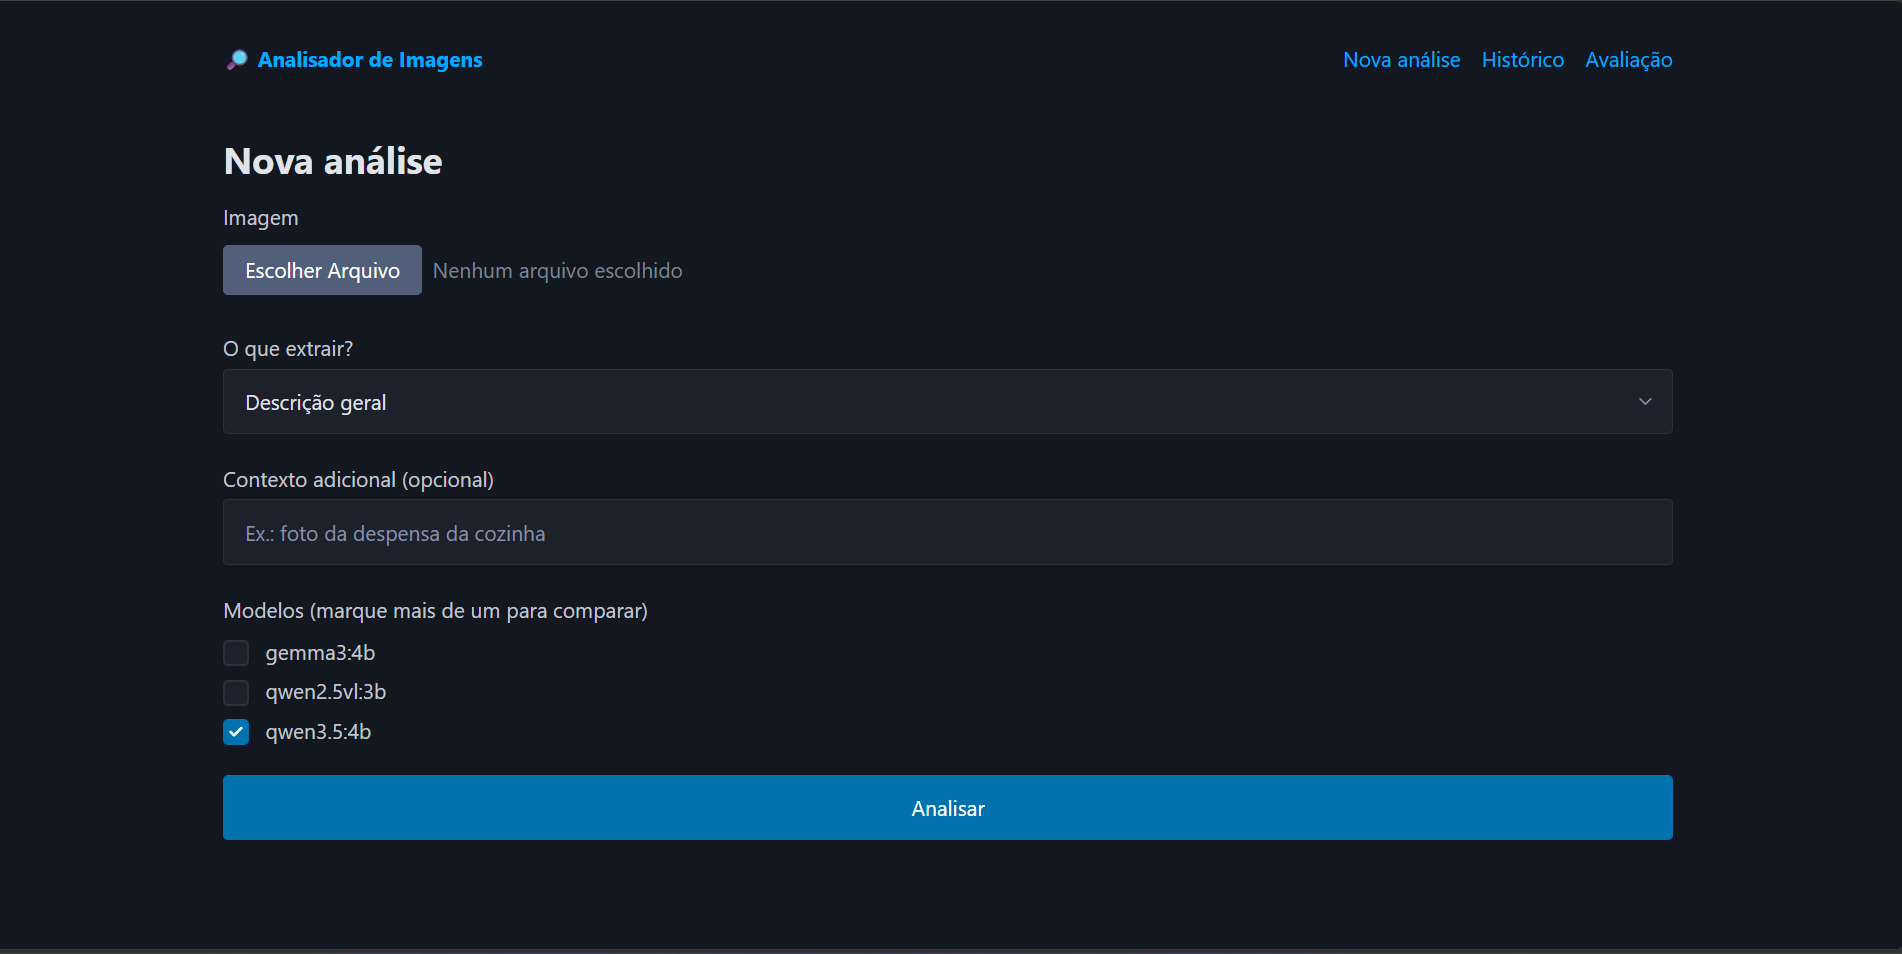 Analisador de Imagens
Nova análise Histórico Avaliação
Nova análise
Imagem
Escolher Arquivo Nenhum arquivo escolhido
O que extrair?
Descrição geral
Contexto adicional (opcional)
Ex.: foto da despensa da cozinha
Modelos (marque mais de um para comparar)
gemma3:4b
qwen2.5vl:3b
qwen3.5:4b
Analisar